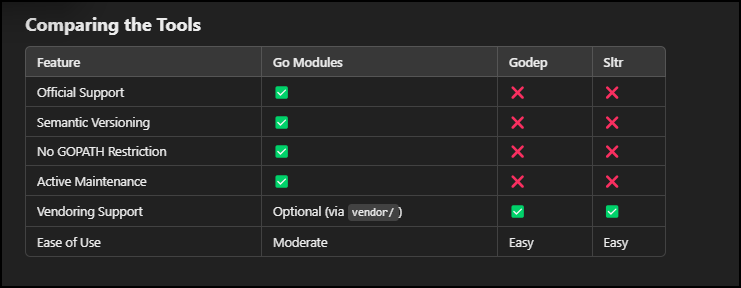 Comparing the Tools
Feature Go Modules Godep Sltr
Official Support ✅ ❌ ❌
Semantic Versioning ✅ ❌ ❌
No GOPATH Restriction ✅ ❌ ❌
Active Maintenance ✅ ❌ ❌
Vendoring Support Optional (via vendor/) ✅ ✅
Ease of Use Moderate Easy Easy